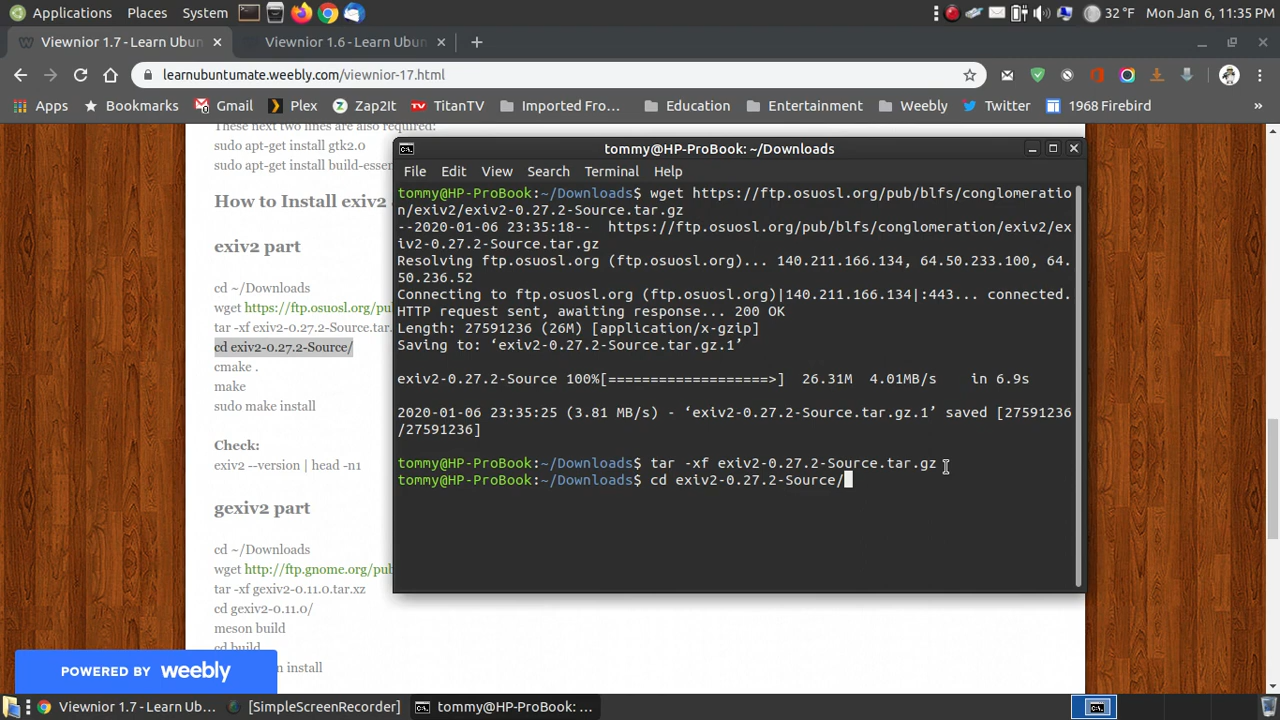 Applications Places System 32 °F Mon Jan 6, 11:35 PM
Viewnior 1.7 - Learn Ubun × Viewnior 1.6 - Learn Ubun × +
learnubuntumate.weebly.com/viewnior-17.html
Apps Bookmarks Gmail Plex Zap2It TitanTV Imported Fro... Education Entertainment Weebly Twitter 1968 Firebird »
These next two lines are also required:
sudo apt-get install gtk2.0
sudo apt-get install build-essen
How to Install exiv2
exiv2 part
cd ~/Downloads
wget https://ftp.osuosl.org/pu
tar -xf exiv2-0.27.2-Source.tar.
cd exiv2-0.27.2-Source/
cmake .
make
sudo make install
Check:
exiv2 --version | head -n1
gexiv2 part
cd ~/Downloads
wget http://ftp.gnome.org/pub
tar -xf gexiv2-0.11.0.tar.xz
cd gexiv2-0.11.0/
meson build
cd build
install
POWERED BY weebly
tommy@HP-ProBook: ~/Downloads
File Edit View Search Terminal Help
tommy@HP-ProBook:~/Downloads$ wget https://ftp.osuosl.org/pub/blfs/conglomeratio
n/exiv2/exiv2-0.27.2-Source.tar.gz
--2020-01-06 23:35:18-- https://ftp.osuosl.org/pub/blfs/conglomeration/exiv2/ex
iv2-0.27.2-Source.tar.gz
Resolving ftp.osuosl.org (ftp.osuosl.org)... 140.211.166.134, 64.50.233.100, 64.
50.236.52
Connecting to ftp.osuosl.org (ftp.osuosl.org)|140.211.166.134|:443... connected.
HTTP request sent, awaiting response... 200 OK
Length: 27591236 (26M) [application/x-gzip]
Saving to: ‘exiv2-0.27.2-Source.tar.gz.1’
exiv2-0.27.2-Source 100%[===================>] 26.31M 4.01MB/s in 6.9s
2020-01-06 23:35:25 (3.81 MB/s) - ‘exiv2-0.27.2-Source.tar.gz.1’ saved [27591236
/27591236]
tommy@HP-ProBook:~/Downloads$ tar -xf exiv2-0.27.2-Source.tar.gz
tommy@HP-ProBook:~/Downloads$ cd exiv2-0.27.2-Source/
Viewnior 1.7 - Learn Ubu... [SimpleScreenRecorder] tommy@HP-ProBook: ...